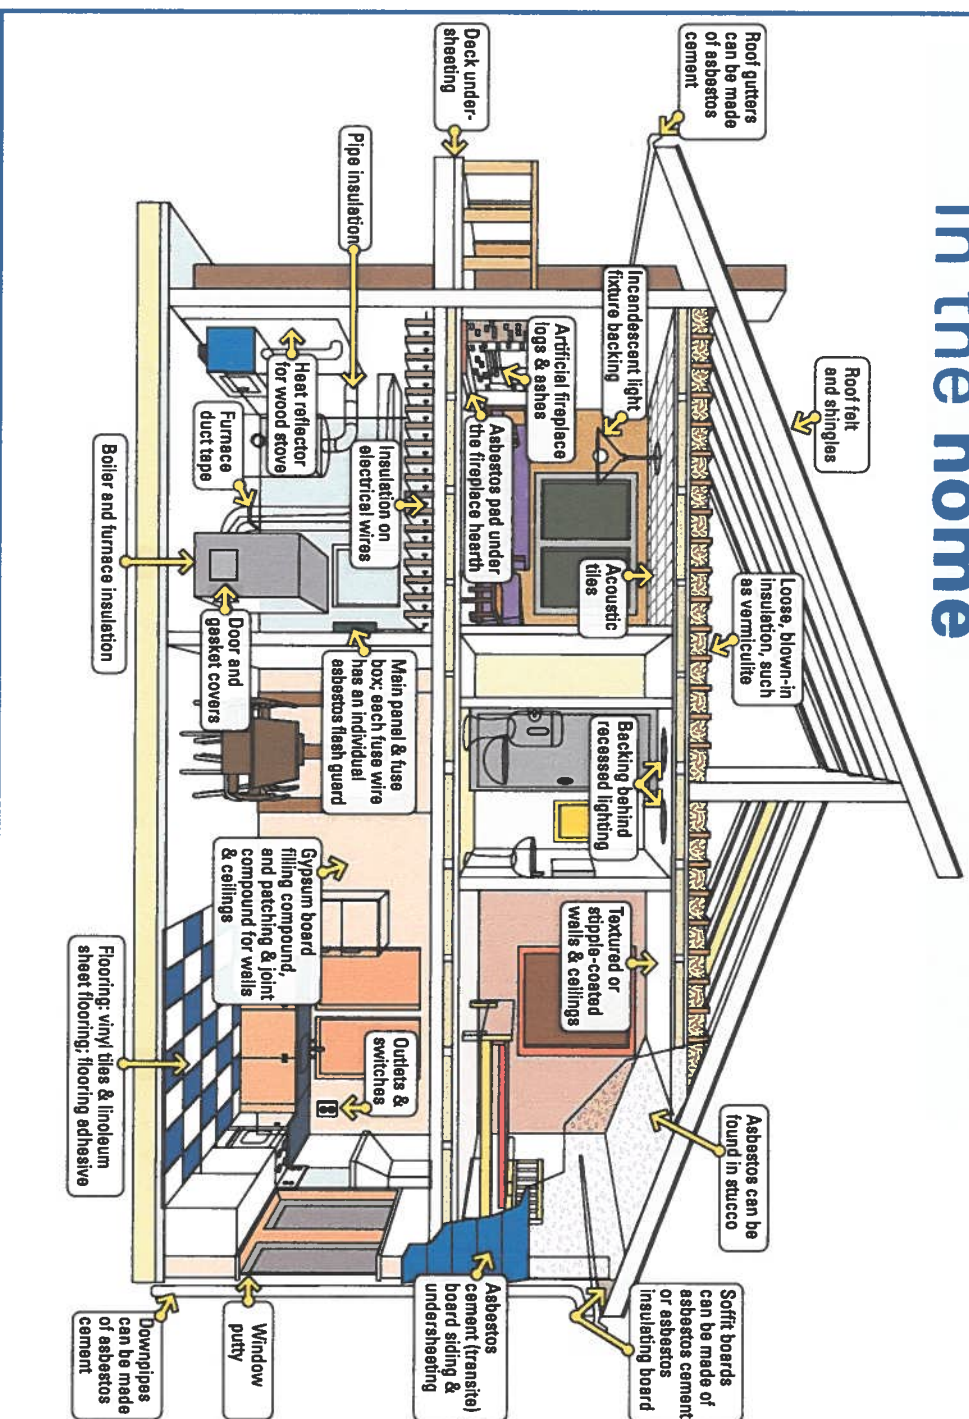 in the home
Roof gutters
can be made
of asbestos
cement
Roof felt
and shingles
Loose, blown-in
insulation, such
as vermiculite
Asbestos can be
found in stucco
Soffit boards
can be made of
asbestos cement
or asbestos
insulating board
Deck under-
sheeting
Incandescent light
fixture backing
Artificial fireplace
logs & ashes
Asbestos pad under
the fireplace hearth
Acoustic
tiles
Backing behind
recessed lighting
Textured or
stipple-coated
walls & ceilings
Asbestos
cement (transite)
board siding &
undersheeting
Pipe insulation
Heat reflector
for wood stove
Insulation on
electrical wires
Furnace
duct tape
Door and
gasket covers
Main panel & fuse
box; each fuse wire
has an individual
asbestos flash guard
Gypsum board
filling compound,
and patching & joint
compound for walls
& ceilings
Outlets &
switches
Window
putty
Boiler and furnace insulation
Flooring: vinyl tiles & linoleum
sheet flooring; flooring adhesive
Downpipes
can be made
of asbestos
cement